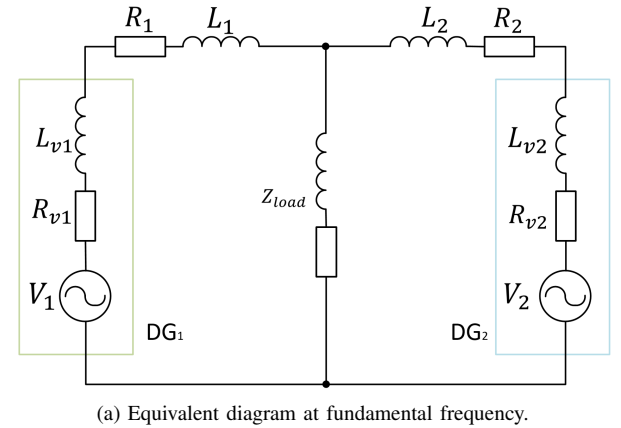 R1 L1 L2 R2
Lv1 Lv2
Zload
Rv1 Rv2
V1 V2
DG1 DG2
(a) Equivalent diagram at fundamental frequency.